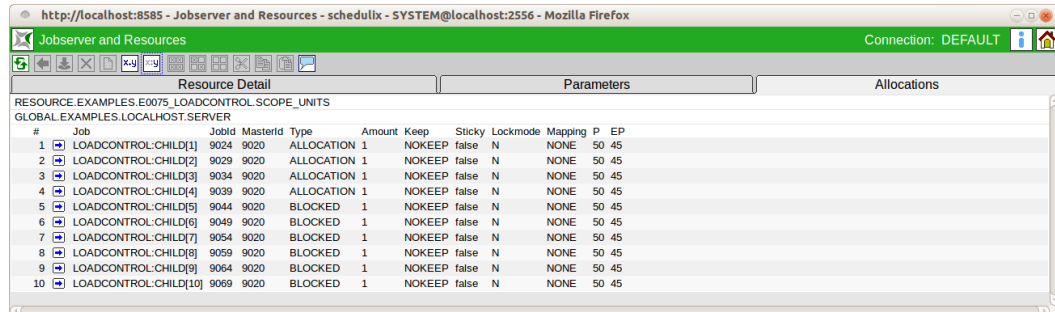 http://localhost:8585 - Jobserver and Resources - schedulix - SYSTEM@localhost:2556 - Mozilla Firefox
Jobserver and Resources Connection: DEFAULT
x.y x:y
Resource Detail Parameters Allocations
RESOURCE.EXAMPLES.E0075_LOADCONTROL.SCOPE_UNITS
GLOBAL.EXAMPLES.LOCALHOST.SERVER
# Job JobId MasterId Type Amount Keep Sticky Lockmode Mapping P EP
1 LOADCONTROL:CHILD[1] 9024 9020 ALLOCATION 1 NOKEEP false N NONE 50 45
2 LOADCONTROL:CHILD[2] 9029 9020 ALLOCATION 1 NOKEEP false N NONE 50 45
3 LOADCONTROL:CHILD[3] 9034 9020 ALLOCATION 1 NOKEEP false N NONE 50 45
4 LOADCONTROL:CHILD[4] 9039 9020 ALLOCATION 1 NOKEEP false N NONE 50 45
5 LOADCONTROL:CHILD[5] 9044 9020 BLOCKED 1 NOKEEP false N NONE 50 45
6 LOADCONTROL:CHILD[6] 9049 9020 BLOCKED 1 NOKEEP false N NONE 50 45
7 LOADCONTROL:CHILD[7] 9054 9020 BLOCKED 1 NOKEEP false N NONE 50 45
8 LOADCONTROL:CHILD[8] 9059 9020 BLOCKED 1 NOKEEP false N NONE 50 45
9 LOADCONTROL:CHILD[9] 9064 9020 BLOCKED 1 NOKEEP false N NONE 50 45
10 LOADCONTROL:CHILD[10] 9069 9020 BLOCKED 1 NOKEEP false N NONE 50 45